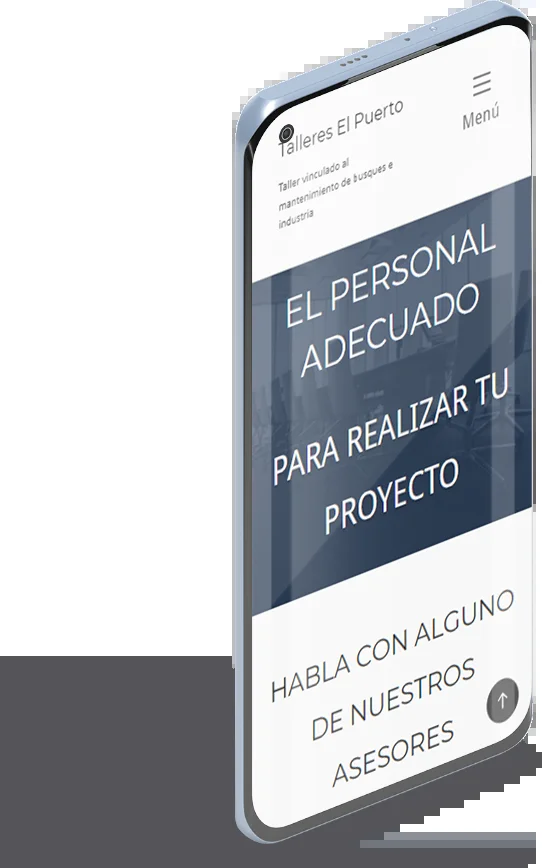 Talleres El Puerto
Menú
Taller vinculado al
mantenimiento de busques e
industria
EL PERSONAL
ADECUADO
PARA REALIZAR TU
PROYECTO
HABLA CON ALGUNO
DE NUESTROS
ASESORES